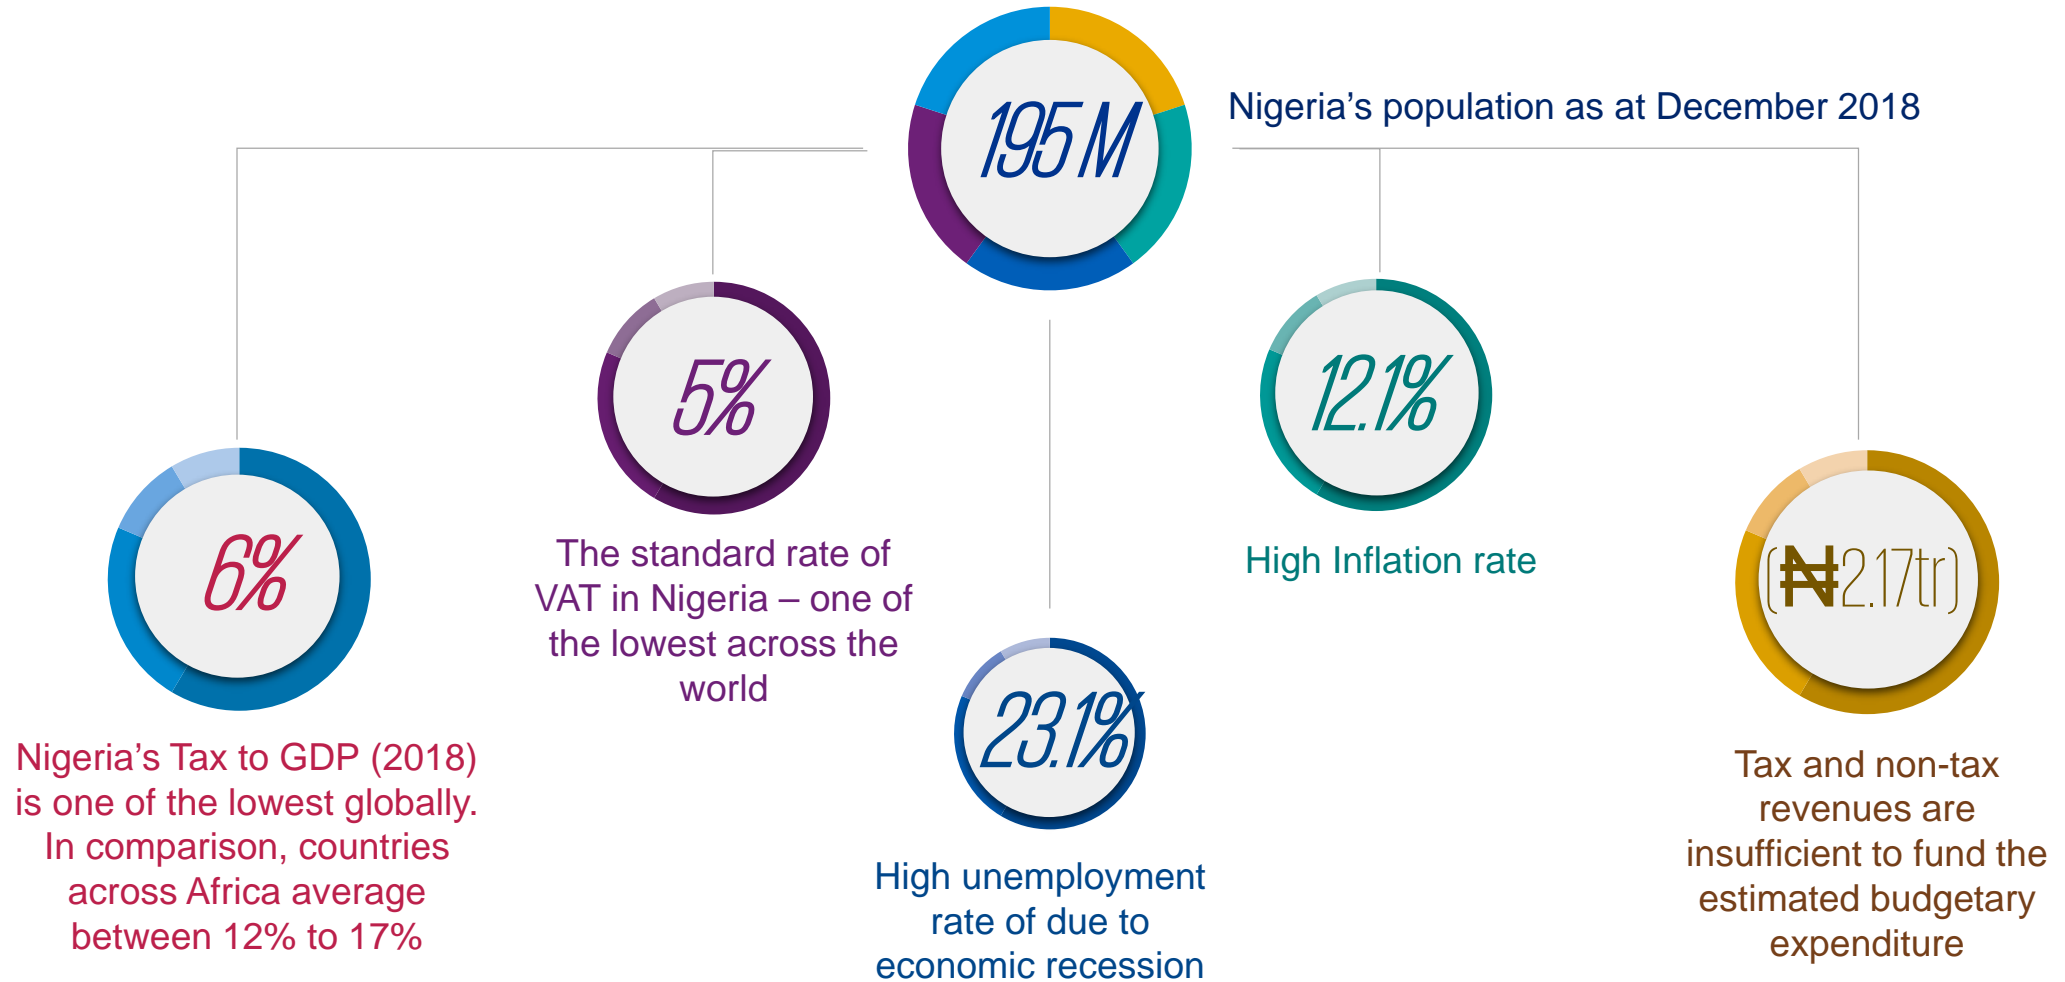 195 M
Nigeria’s population as at December 2018
6%
Nigeria’s Tax to GDP (2018)
is one of the lowest globally.
In comparison, countries
across Africa average
between 12% to 17%
5%
The standard rate of
VAT in Nigeria – one of
the lowest across the
world
23.1%
High unemployment
rate of due to
economic recession
12.1%
High Inflation rate
(₦2.17tr)
Tax and non-tax
revenues are
insufficient to fund the
estimated budgetary
expenditure